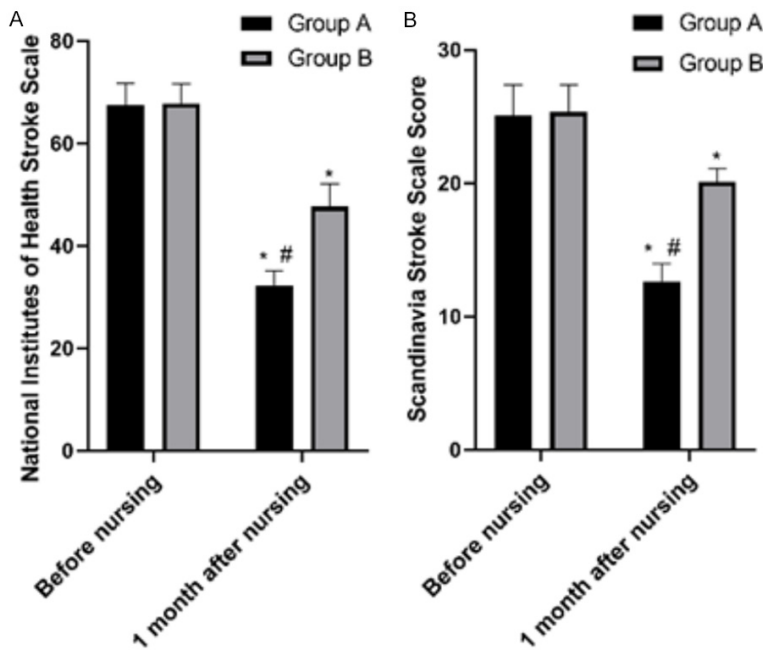 A
Group A
Group B
National Institutes of Health Stroke Scale
80
60
40
20
0
* #
*
Before nursing
1 month after nursing
B
Group A
Group B
Scandinavia Stroke Scale Score
30
20
10
0
* #
*
Before nursing
1 month after nursing